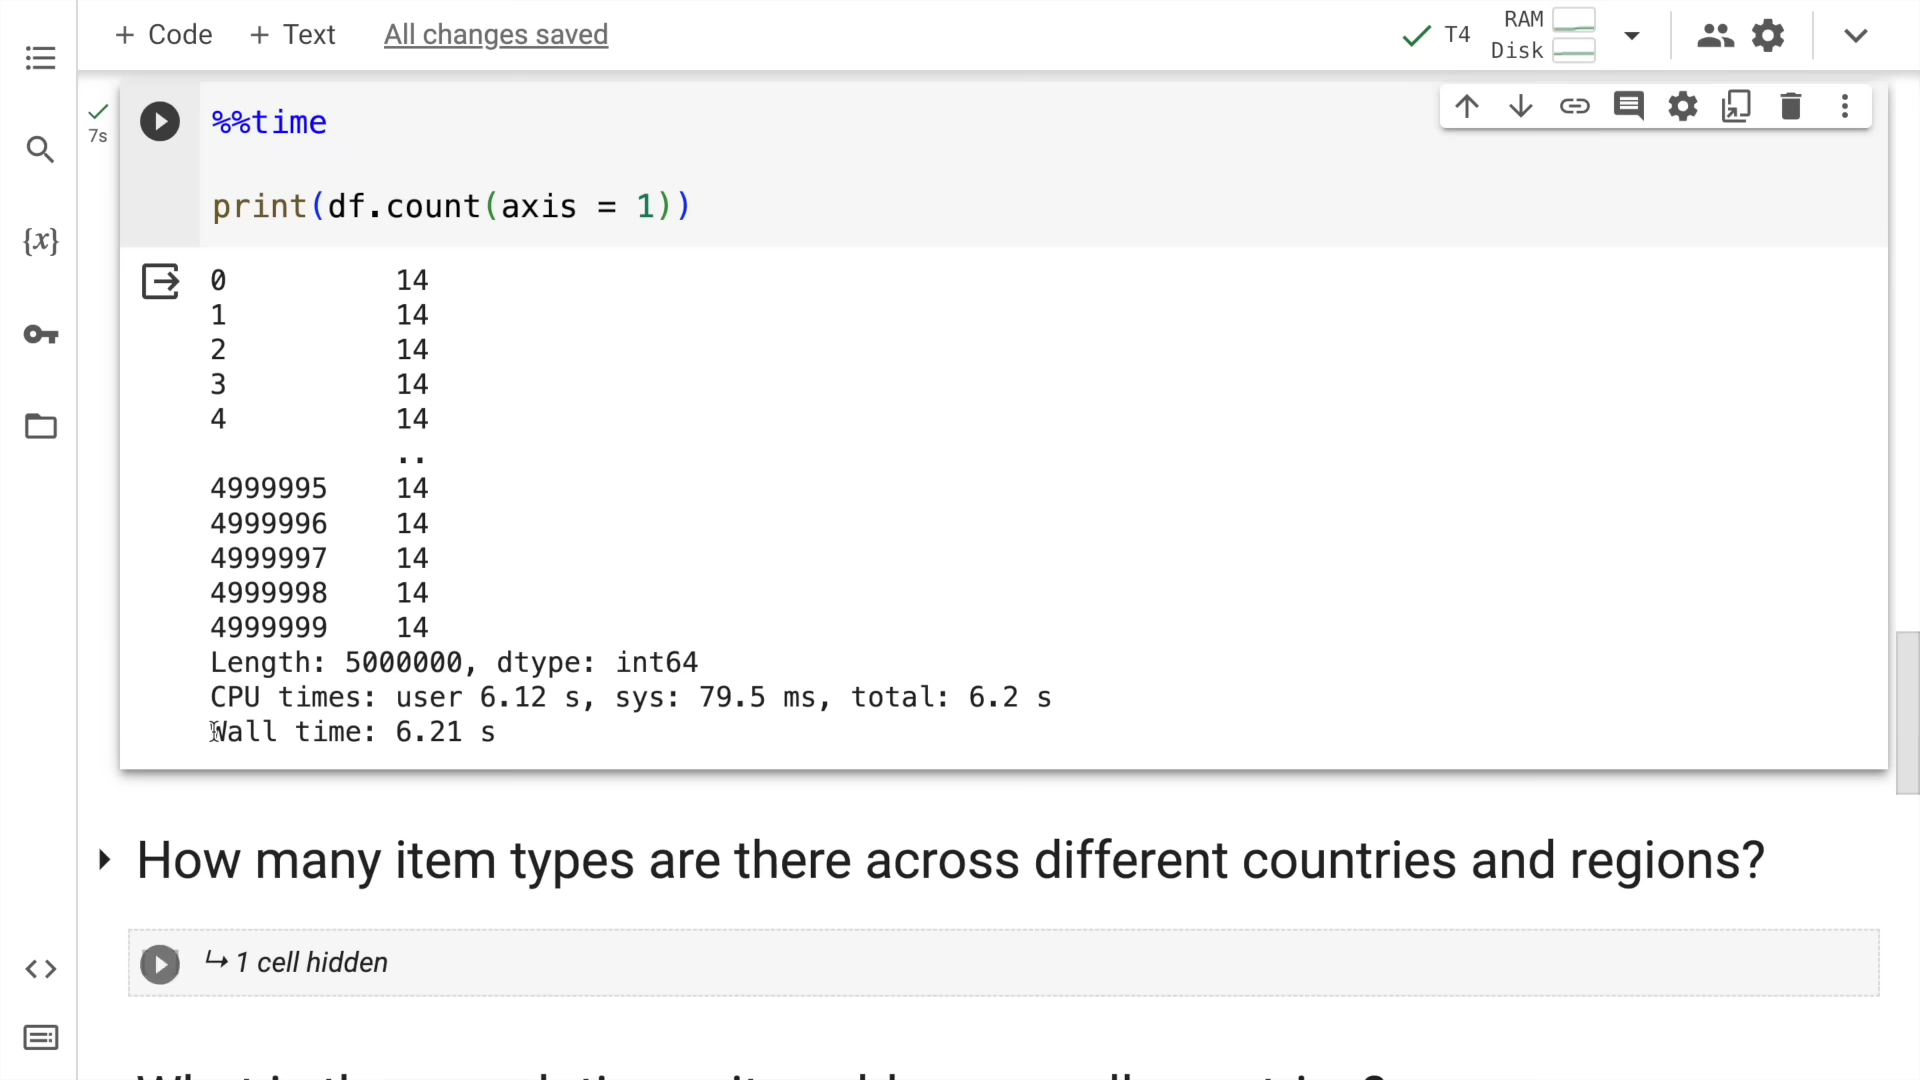 + Code + Text All changes saved
T4 RAM
Disk
7s
%%time
print(df.count(axis = 1))
{x}
0 14
1 14
2 14
3 14
4 14
..
4999995 14
4999996 14
4999997 14
4999998 14
4999999 14
Length: 5000000, dtype: int64
CPU times: user 6.12 s, sys: 79.5 ms, total: 6.2 s
Wall time: 6.21 s
How many item types are there across different countries and regions?
1 cell hidden